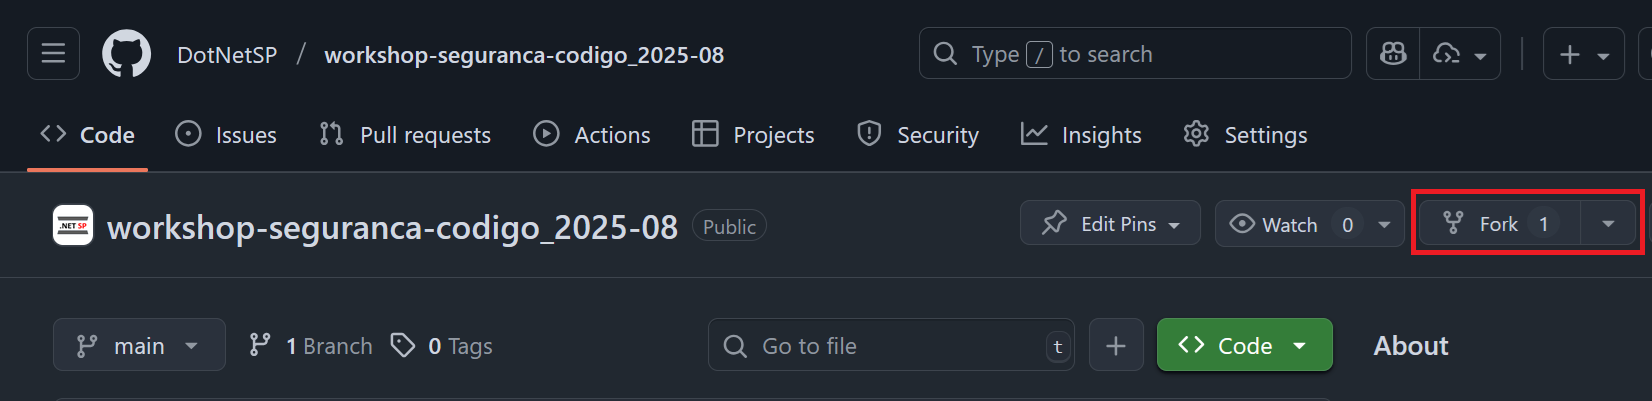 DotNetSP / workshop-seguranca-codigo_2025-08 Type / to search
Code Issues Pull requests Actions Projects Security Insights Settings
.NET SP workshop-seguranca-codigo_2025-08 Public Edit Pins Watch 0 Fork 1
main 1 Branch 0 Tags Go to file t Code About